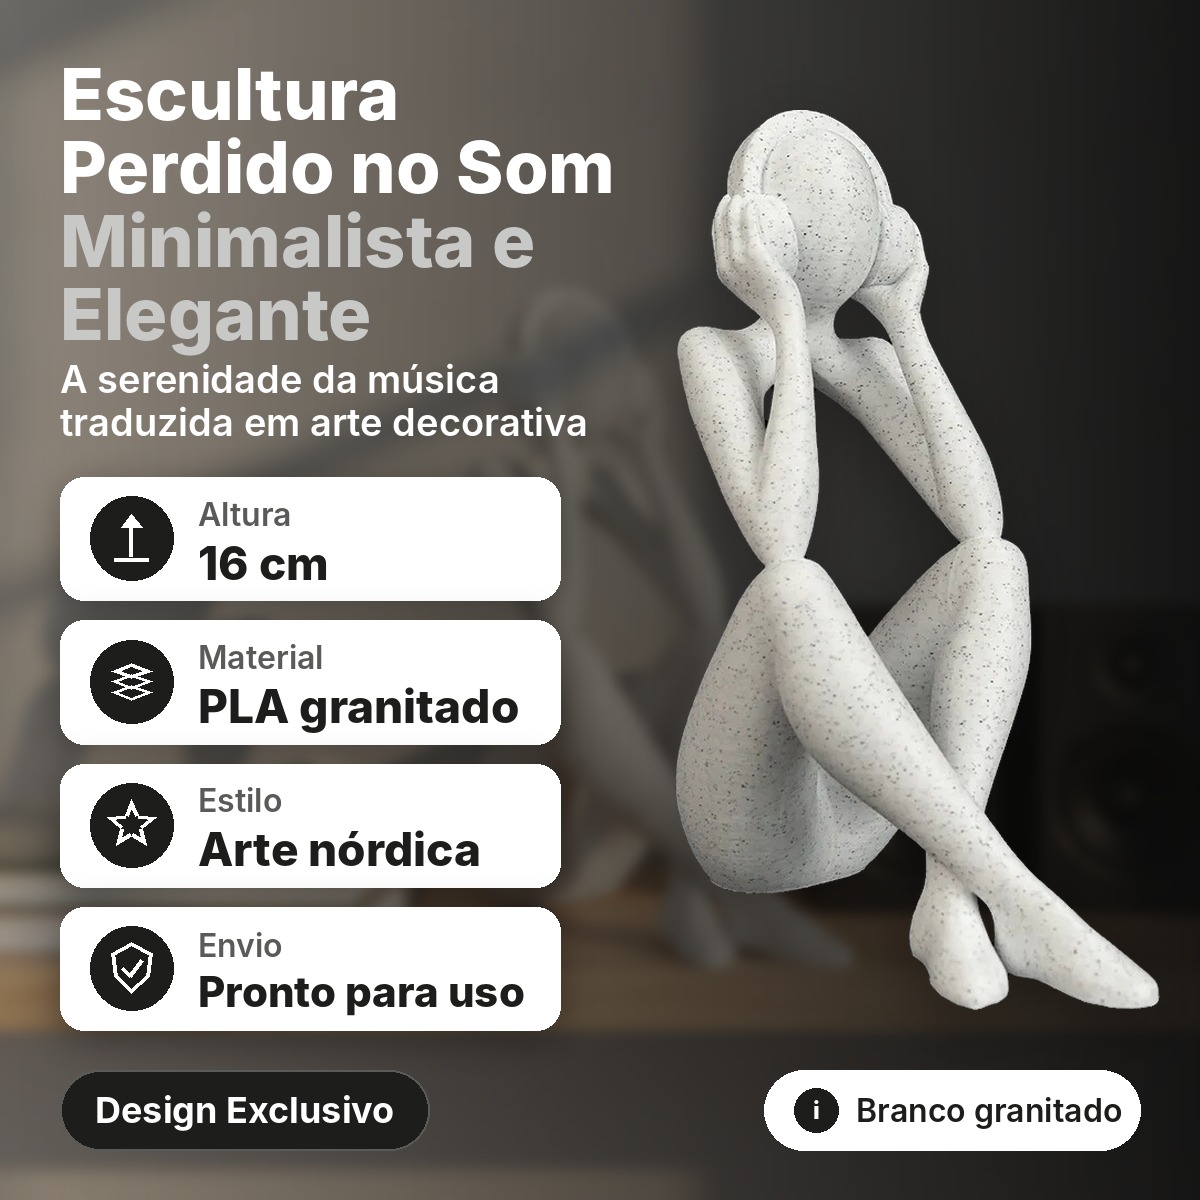 Escultura
Perdido no Som
Minimalista e
Elegante
A serenidade da música
traduzida em arte decorativa
Altura
16 cm
Material
PLA granitado
Estilo
Arte nórdica
Envio
Pronto para uso
Design Exclusivo
i Branco granitado